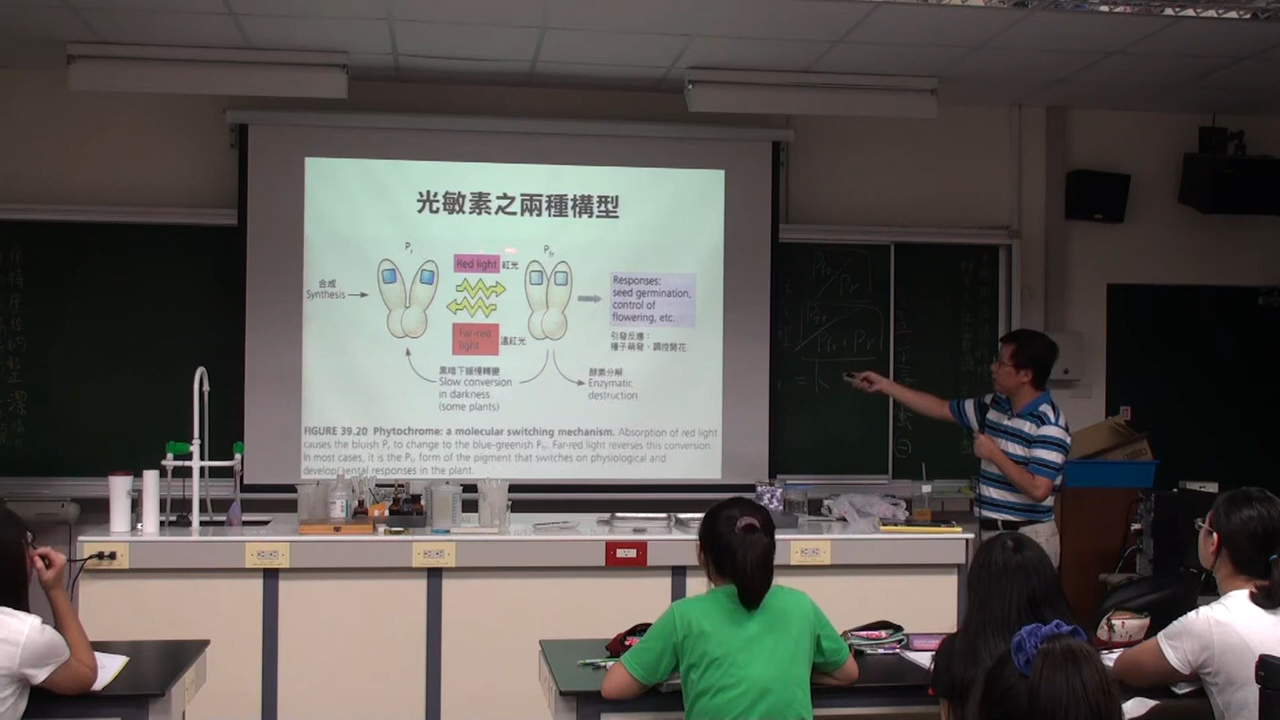 光敏素之兩種構型
Pr
Pfr
Red light 紅光
合成
Synthesis
Responses:
seed germination,
control of
flowering, etc.
Far-red
light
遠紅光
引發反應：
種子萌發、調控開花
黑暗下緩慢轉變
Slow conversion
in darkness
(some plants)
酵素分解
Enzymatic
destruction
FIGURE 39.20 Phytochrome: a molecular switching mechanism. Absorption of red light
causes the bluish Pr to change to the blue-greenish Pfr. Far-red light reverses this conversion.
In most cases, it is the Pfr form of the pigment that switches on physiological and
developmental responses in the plant.
Pfr / Pr
Pfr
Pfr + Pr
= K